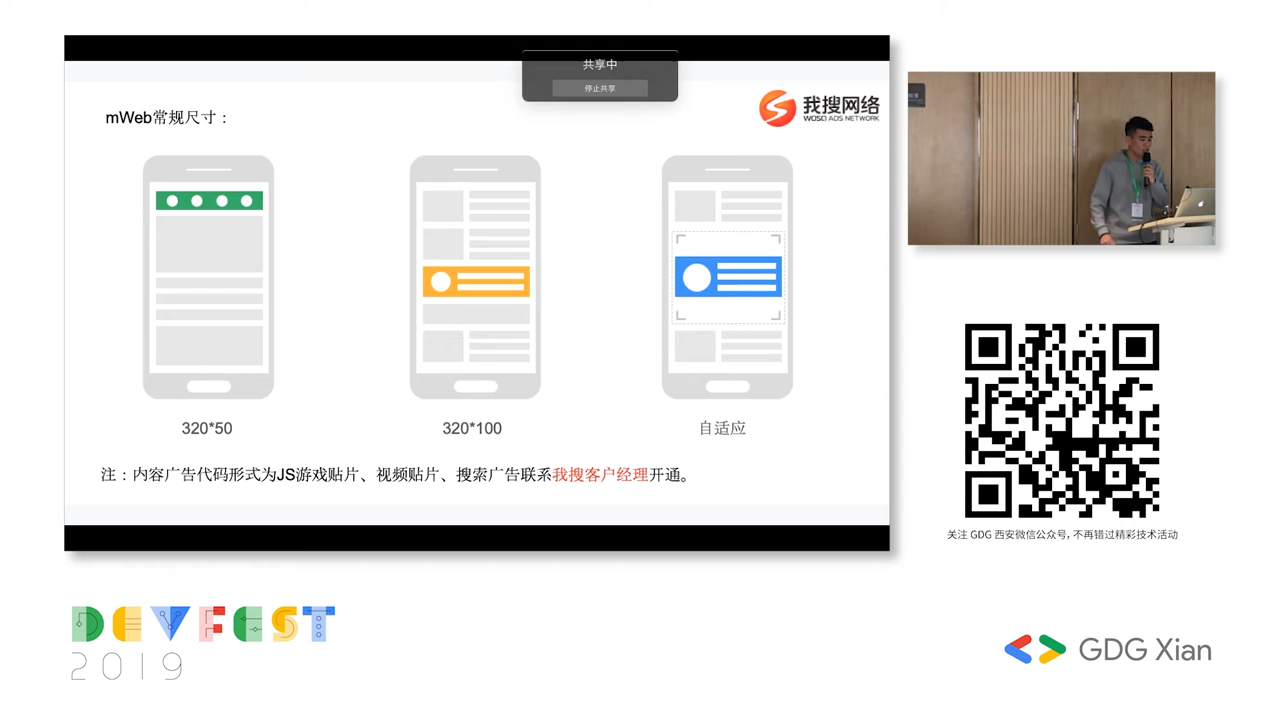 共享中
停止共享
mWeb常规尺寸：
我搜网络
WOSO ADS NETWORK
320*50
320*100
自适应
注：内容广告代码形式为JS游戏贴片、视频贴片、搜索广告联系我搜客户经理开通。
关注 GDG 西安微信公众号, 不再错过精彩技术活动
DEVFEST
2019
GDG Xian